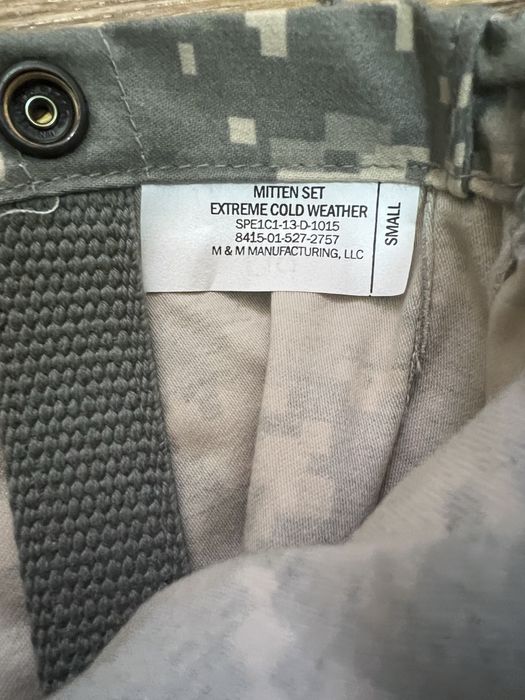 MITTEN SET
EXTREME COLD WEATHER
SPE1C1-13-D-1015
8415-01-527-2757
M & M MANUFACTURING, LLC
SMALL